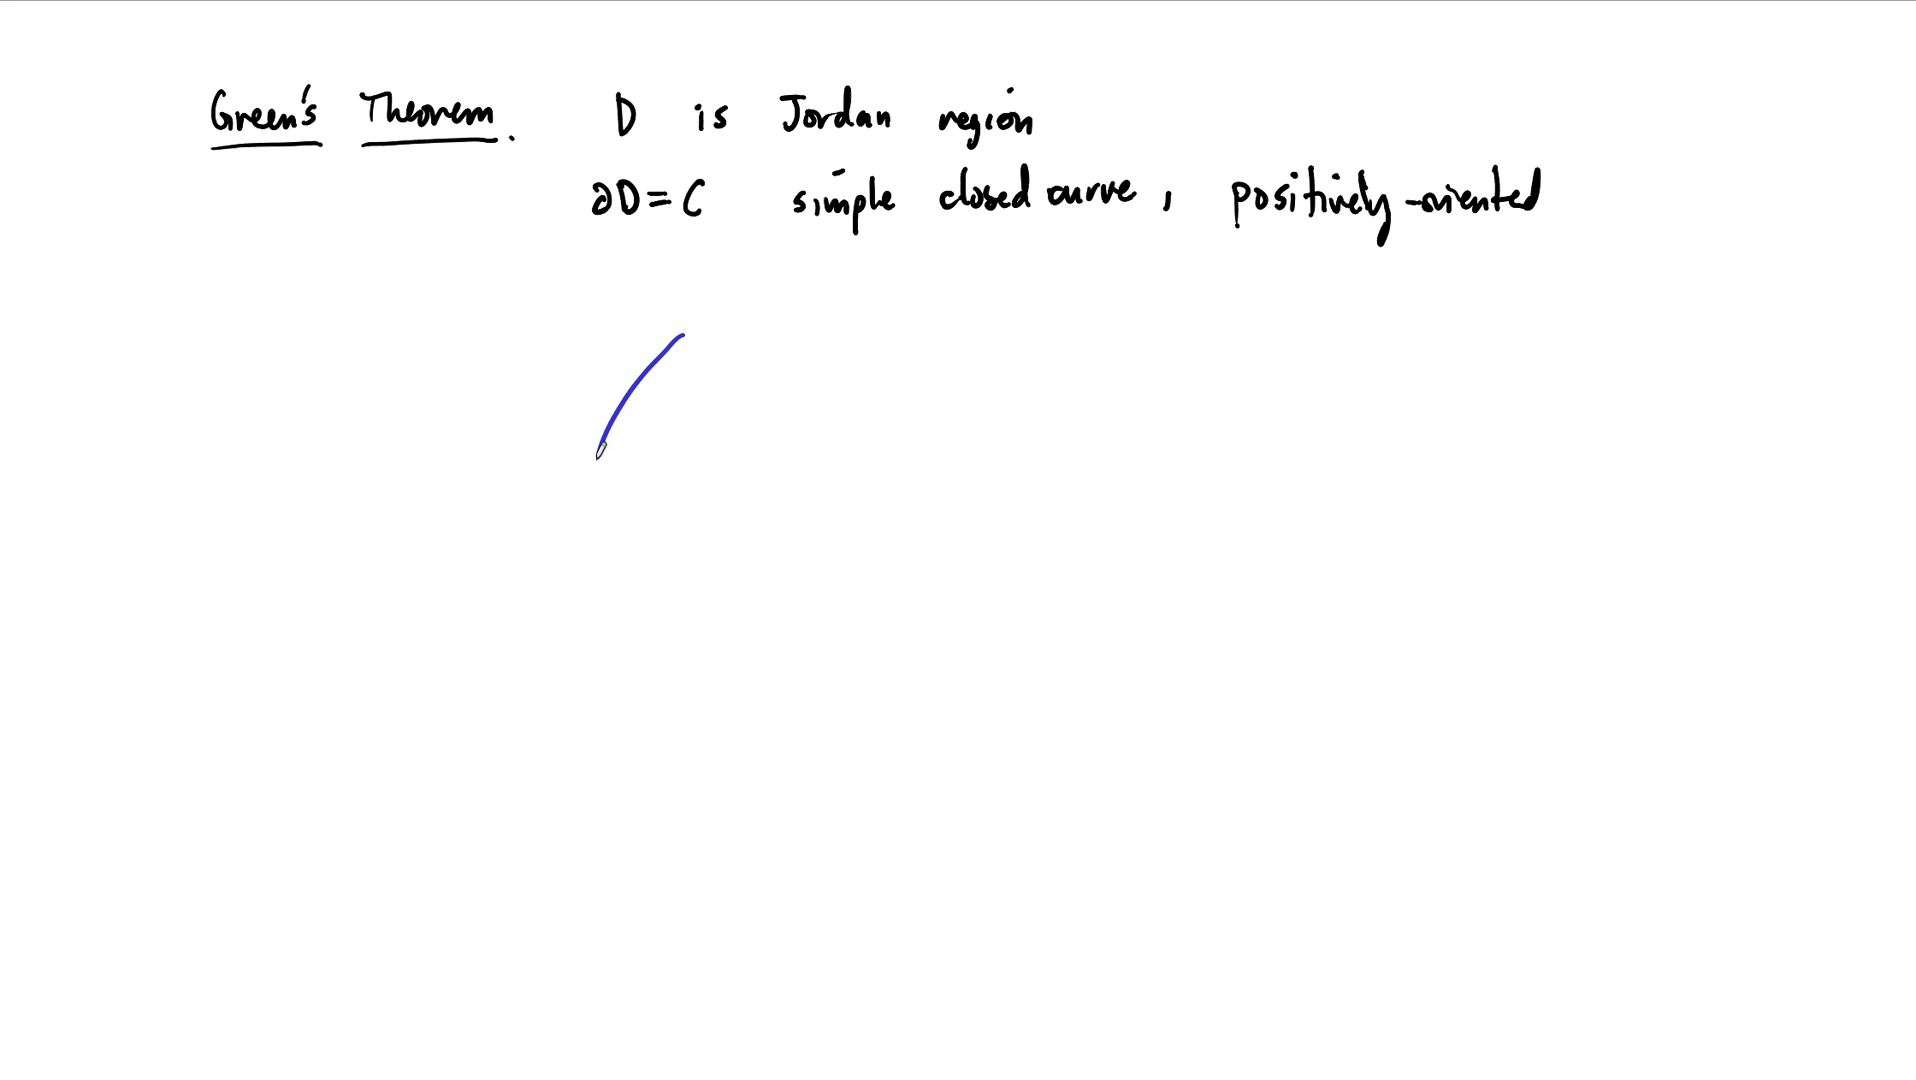 Green's Theorem. D is Jordan region
∂D = C simple closed curve, positively-oriented